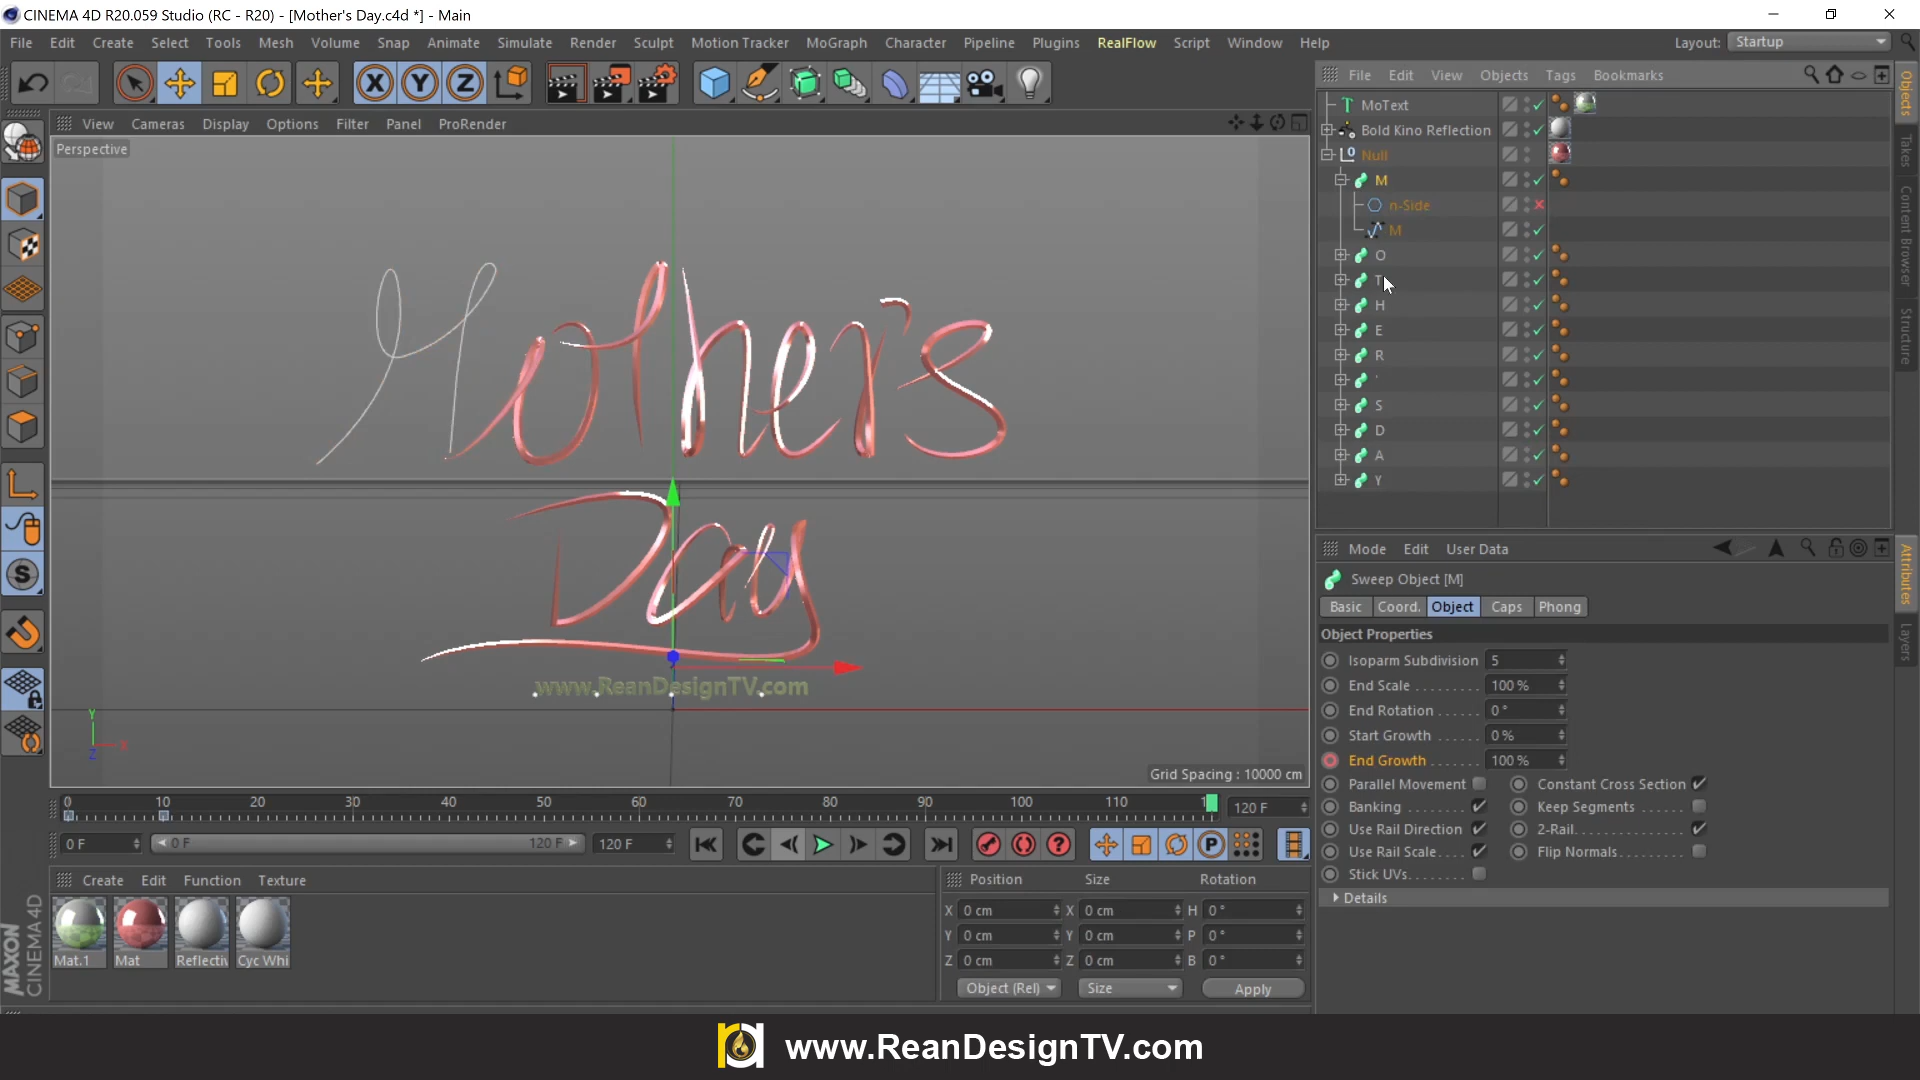 CINEMA 4D R20.059 Studio (RC - R20) - [Mother's Day.c4d *] - Main
File Edit Create Select Tools Mesh Volume Snap Animate Simulate Render Sculpt Motion Tracker MoGraph Character Pipeline Plugins RealFlow Script Window Help
Layout: Startup
File Edit View Objects Tags Bookmarks
View Cameras Display Options Filter Panel ProRender
Perspective
MoText
Bold Kino Reflection
Null
M
n-Side
M
O
T
H
E
R
'
S
D
A
Y
Objects
Takes
Content Browser
Structure
Mother's
Day
www.ReanDesignTV.com
Y
X
Z
Grid Spacing : 10000 cm
0 10 20 30 40 50 60 70 80 90 100 110
120 F
0 F
0 F
120 F
120 F
Mode Edit User Data
Sweep Object [M]
Basic Coord. Object Caps Phong
Object Properties
Isoparm Subdivision 5
End Scale 100 %
End Rotation 0 °
Start Growth 0 %
End Growth 100 %
Parallel Movement Constant Cross Section
Banking Keep Segments
Use Rail Direction 2-Rail
Use Rail Scale Flip Normals
Stick UVs
Details
Attributes
Layers
Create Edit Function Texture
Mat.1 Mat Reflectiv Cyc Whi
Position Size Rotation
X 0 cm X 0 cm H 0 °
Y 0 cm Y 0 cm P 0 °
Z 0 cm Z 0 cm B 0 °
Object (Rel) Size Apply
MAXON
CINEMA 4D
www.ReanDesignTV.com